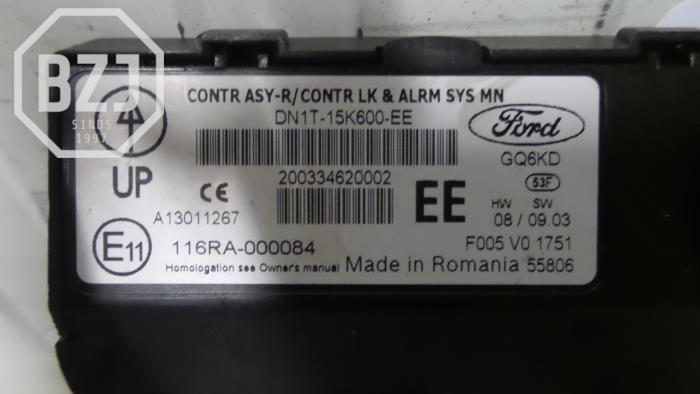 BZJ
SINDS
1997
CONTR ASY-R/CONTR LK & ALRM SYS MN
DN1T-15K600-EE
Ford
GQ6KD
53F
UP
CE
200334620002
EE
HW SW
08 / 09.03
A13011267
E11
116RA-000084
F005 V0 1751
Homologation see Owner's manual Made in Romania 55806